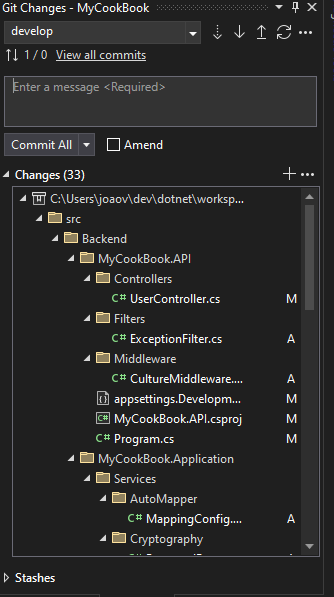 Git Changes - MyCookBook
develop
1 / 0 View all commits
Enter a message <Required>
Commit All Amend
Changes (33)
C:\Users\joaov\dev\dotnet\worksp...
src
Backend
MyCookBook.API
Controllers
C# UserController.cs M
Filters
C# ExceptionFilter.cs A
Middleware
C# CultureMiddleware.... A
appsettings.Developm... M
MyCookBook.API.csproj M
C# Program.cs M
MyCookBook.Application
Services
AutoMapper
C# MappingConfig.... A
Cryptography
Stashes